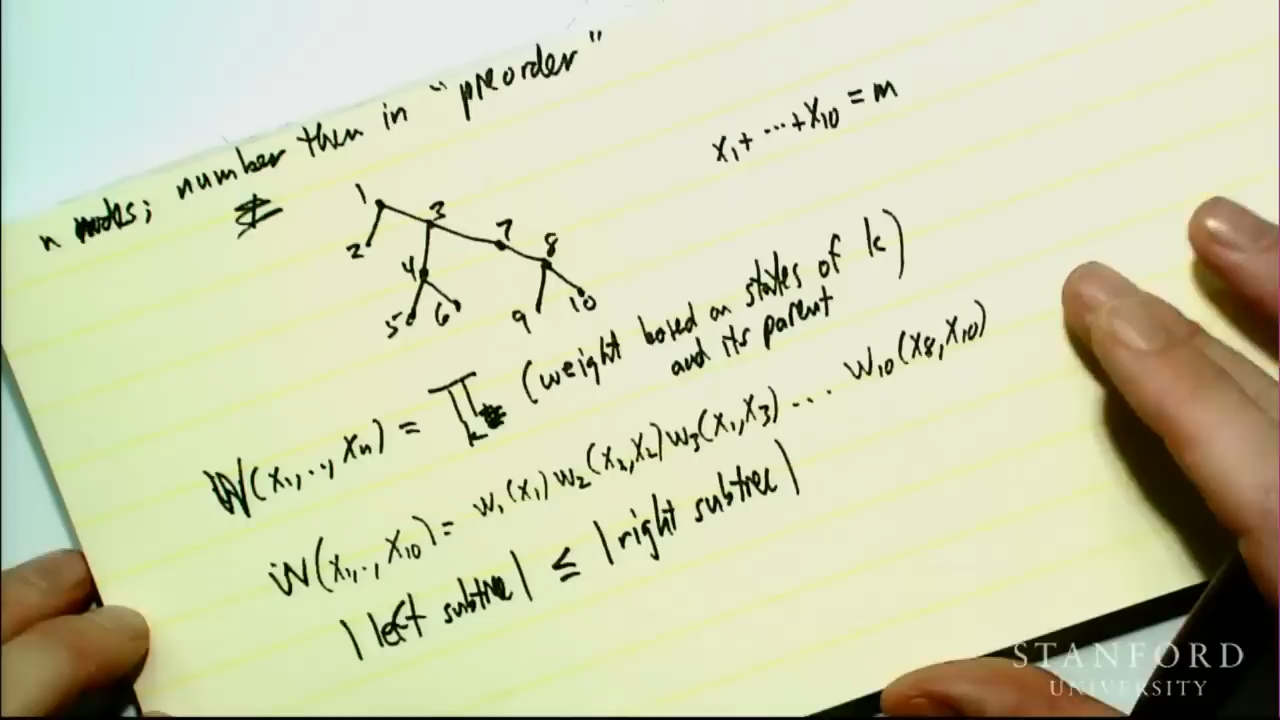 n nodes; number then in "preorder"
x₁+···+x₁₀ = m
1
3
7
2
8
4
5
6
9
10
W(x₁,..,xₙ) = ∏ₖ (weight based on states of k)
and its parent
W(x₁,..,x₁₀) = w₁(x₁)w₂(x₁,x₂)w₃(x₁,x₃)...w₁₀(x₈,x₁₀)
|left subtree| ≤ |right subtree|
STANFORD
UNIVERSITY